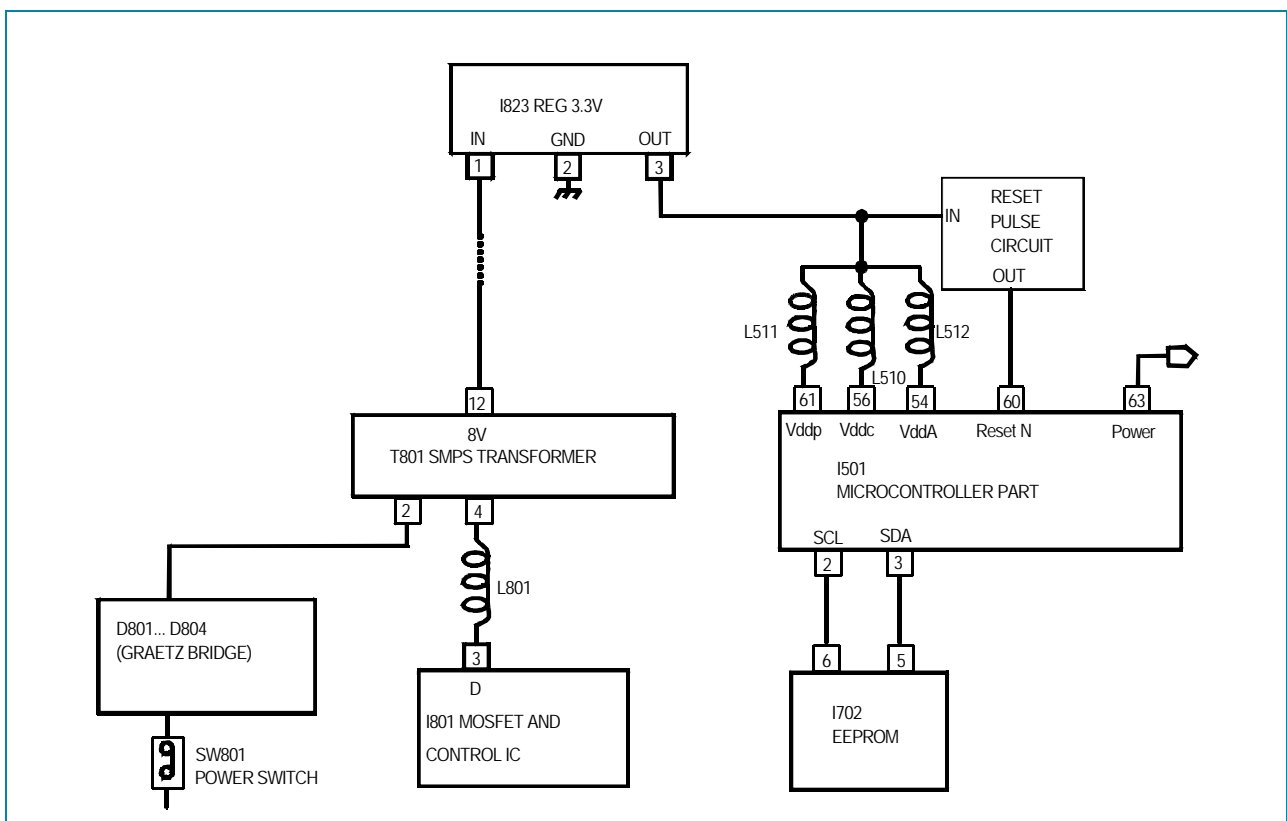 I823 REG 3.3V
IN GND OUT
1 2 3
RESET
PULSE
CIRCUIT
IN
OUT
L511 L512
L510
12
61 56 54 60 63
8V
T801 SMPS TRANSFORMER
Vddp Vddc VddA Reset N Power
I501
MICROCONTROLLER PART
2 4
SCL SDA
2 3
L801
D801... D804
(GRAETZ BRIDGE)
3
6 5
D
I801 MOSFET AND
CONTROL IC
I702
EEPROM
SW801
POWER SWITCH